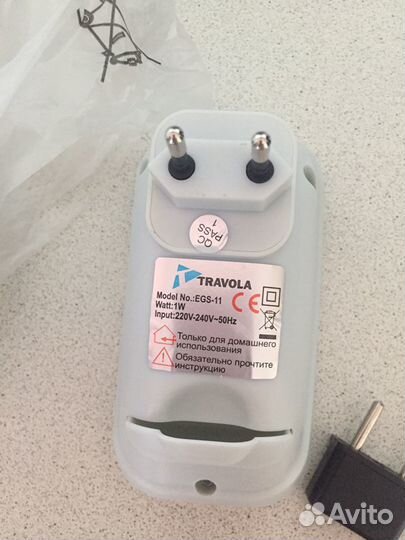 QC
PASS
1
TRAVOLA
Model No.:EGS-11
Watt:1W
Input:220V-240V~50Hz
CE
Только для домашнего
использования
Обязательно прочтите
инструкцию
Avito